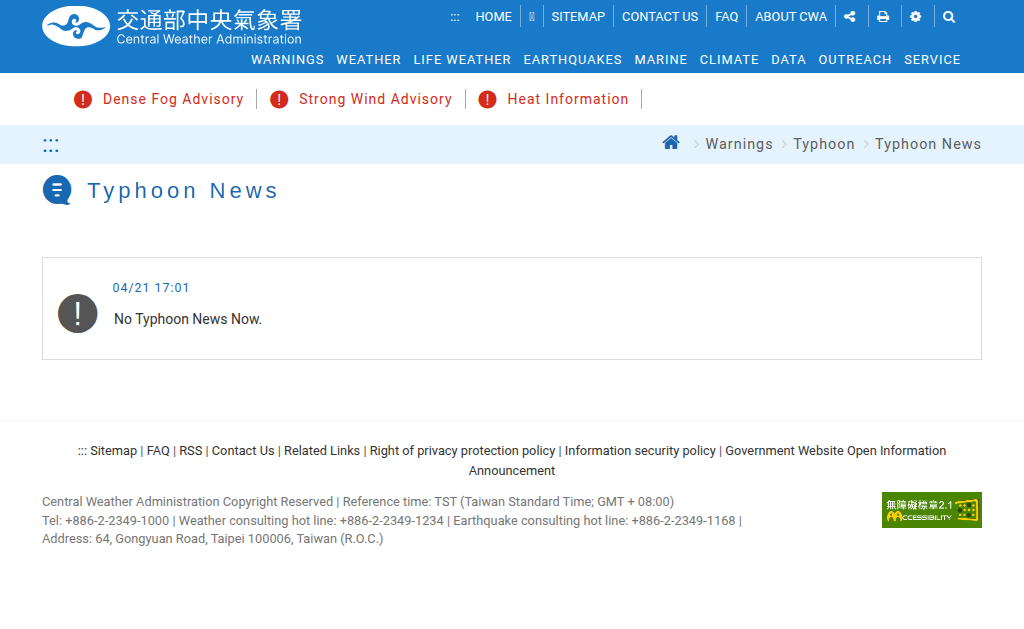 交通部中央氣象署
Central Weather Administration
::: HOME SITEMAP CONTACT US FAQ ABOUT CWA
WARNINGS WEATHER LIFE WEATHER EARTHQUAKES MARINE CLIMATE DATA OUTREACH SERVICE
Dense Fog Advisory Strong Wind Advisory Heat Information
::: Warnings Typhoon Typhoon News
Typhoon News
04/21 17:01
No Typhoon News Now.
::: Sitemap | FAQ | RSS | Contact Us | Related Links | Right of privacy protection policy | Information security policy | Government Website Open Information
Announcement
Central Weather Administration Copyright Reserved | Reference time: TST (Taiwan Standard Time; GMT + 08:00)
無障礙標章2.1
ACCESSIBILITY
Tel: +886-2-2349-1000 | Weather consulting hot line: +886-2-2349-1234 | Earthquake consulting hot line: +886-2-2349-1168 |
Address: 64, Gongyuan Road, Taipei 100006, Taiwan (R.O.C.)